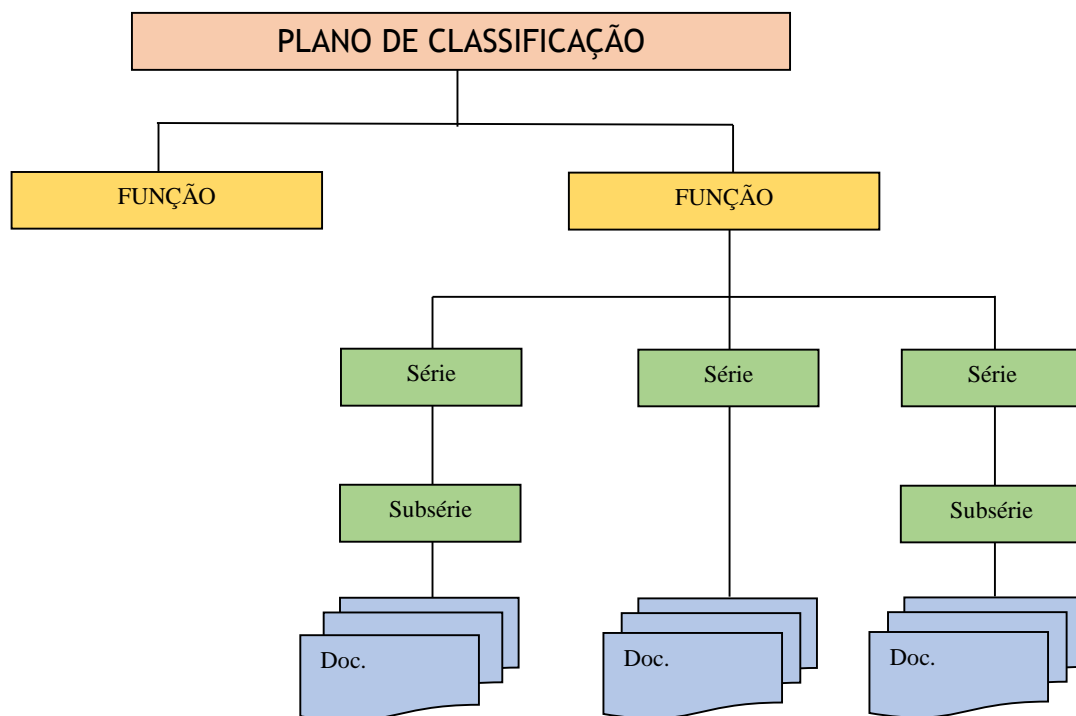 PLANO DE CLASSIFICAÇÃO
FUNÇÃO
FUNÇÃO
Série
Série
Série
Subsérie
Subsérie
Doc.
Doc.
Doc.